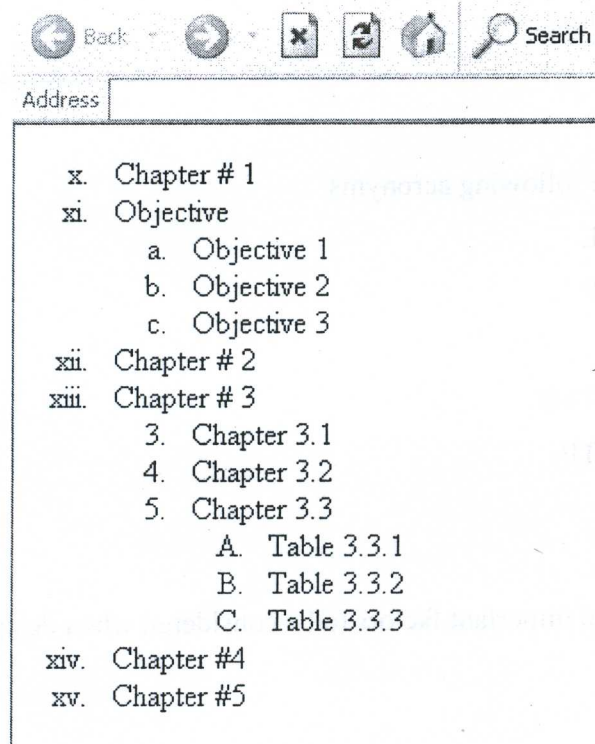 Back Search
Address
x. Chapter # 1
xi. Objective
a. Objective 1
b. Objective 2
c. Objective 3
xii. Chapter # 2
xiii. Chapter # 3
3. Chapter 3.1
4. Chapter 3.2
5. Chapter 3.3
A. Table 3.3.1
B. Table 3.3.2
C. Table 3.3.3
xiv. Chapter #4
xv. Chapter #5